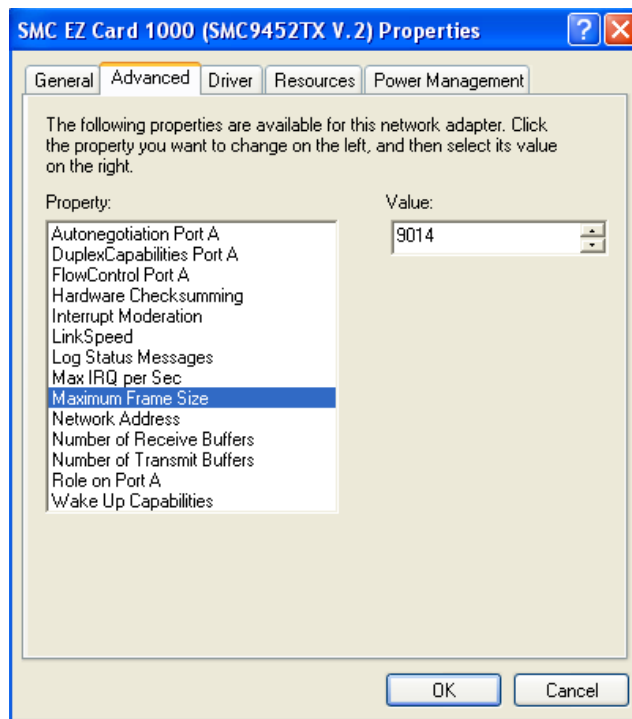 SMC EZ Card 1000 (SMC9452TX V.2) Properties
General Advanced Driver Resources Power Management
The following properties are available for this network adapter. Click
the property you want to change on the left, and then select its value
on the right.
Property: Value:
9014
Autonegotiation Port A
DuplexCapabilities Port A
FlowControl Port A
Hardware Checksumming
Interrupt Moderation
LinkSpeed
Log Status Messages
Max IRQ per Sec
Maximum Frame Size
Network Address
Number of Receive Buffers
Number of Transmit Buffers
Role on Port A
Wake Up Capabilities
OK Cancel